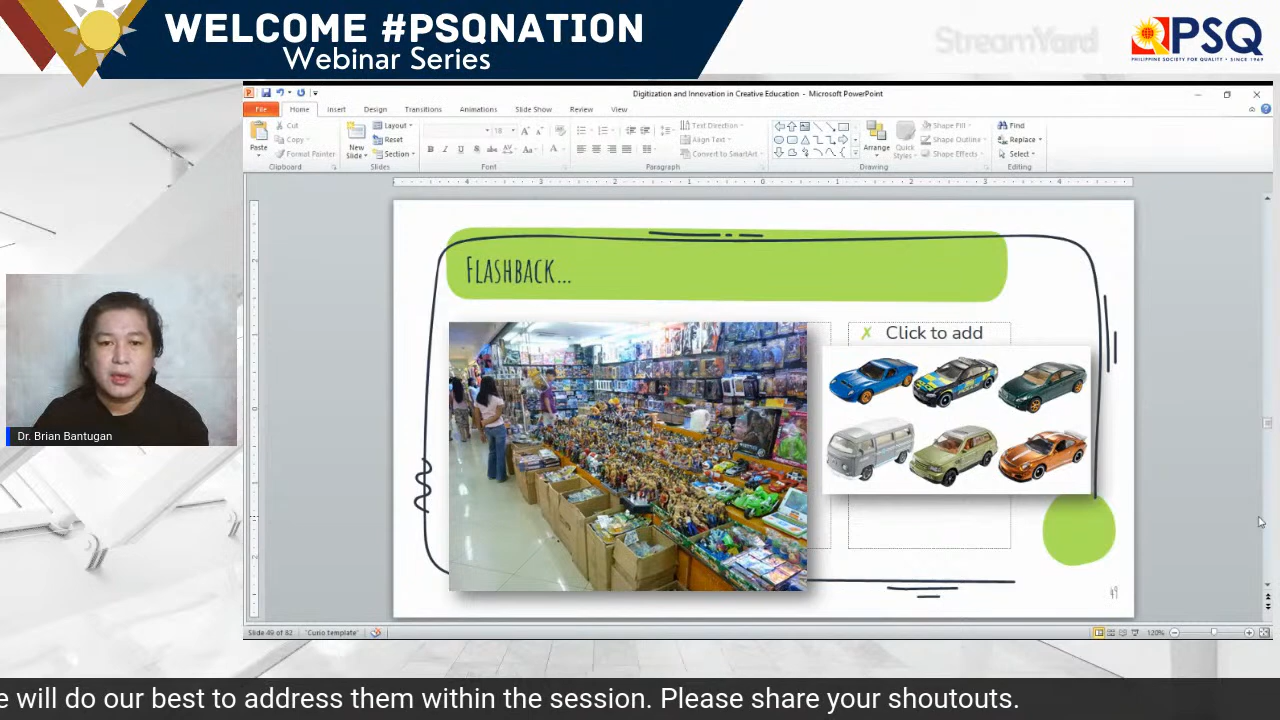 WELCOME #PSQNATION
Webinar Series
StreamYard
PSQ
PHILIPPINE SOCIETY FOR QUALITY • SINCE 1969
Digitization and Innovation in Creative Education - Microsoft PowerPoint
File Home Insert Design Transitions Animations Slide Show Review View
Paste
Cut
Copy
Format Painter
Clipboard
New Slide
Layout
Reset
Section
Slides
18
Font
Text Direction
Align Text
Convert to SmartArt
Paragraph
Arrange
Quick Styles
Shape Fill
Shape Outline
Shape Effects
Drawing
Find
Replace
Select
Editing
FLASHBACK...
Click to add
49
Dr. Brian Bantugan
Slide 49 of 82
"Curio template"
120%
e will do our best to address them within the session. Please share your shoutouts.